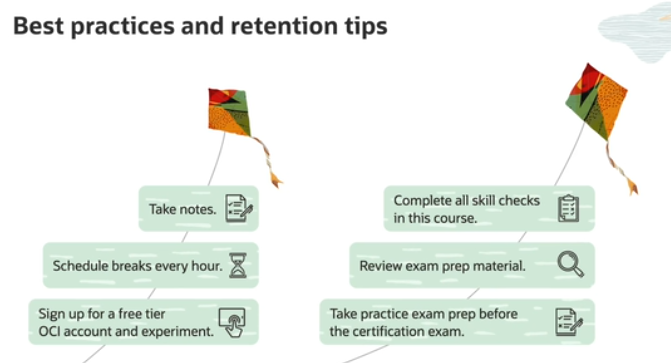 Best practices and retention tips
Take notes.
Schedule breaks every hour.
Sign up for a free tier
OCI account and experiment.
Complete all skill checks
in this course.
Review exam prep material.
Take practice exam prep before
the certification exam.